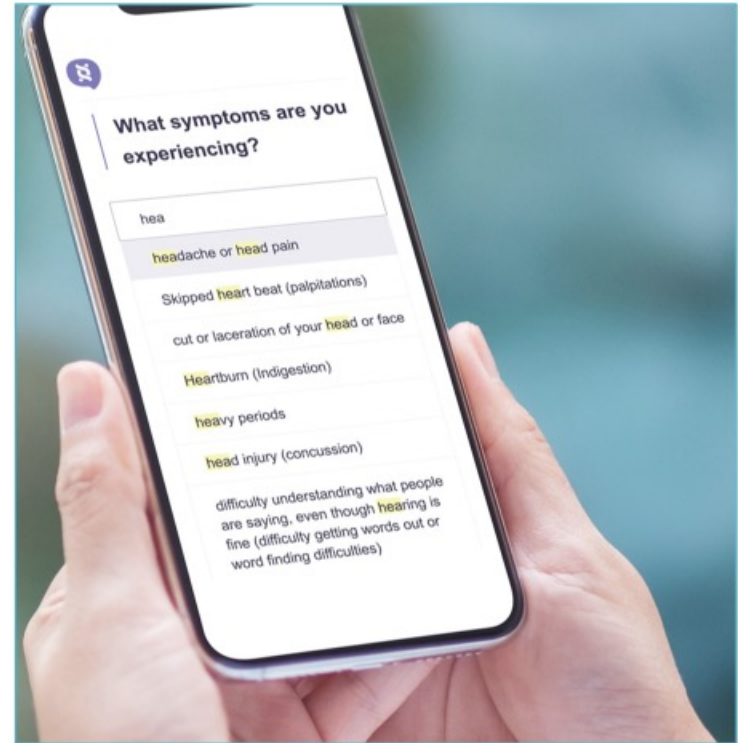 What symptoms are you
experiencing?
hea
headache or head pain
Skipped heart beat (palpitations)
cut or laceration of your head or face
Heartburn (Indigestion)
heavy periods
head injury (concussion)
difficulty understanding what people
are saying, even though hearing is
fine (difficulty getting words out or
word finding difficulties)